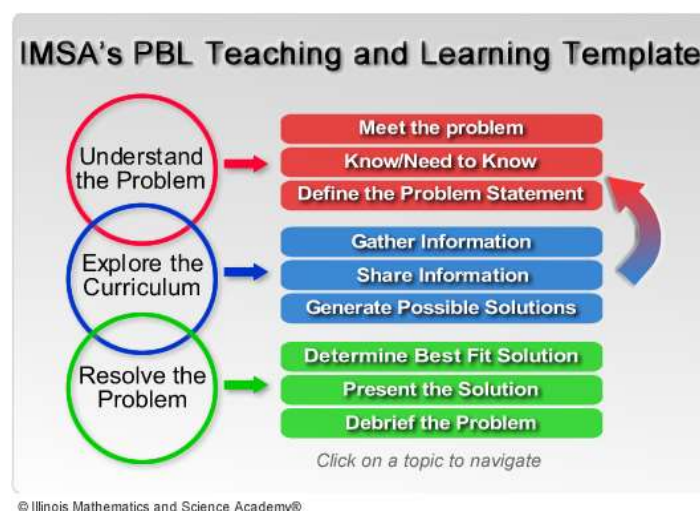 IMSA's PBL Teaching and Learning Template
Understand
the Problem
Meet the problem
Know/Need to Know
Define the Problem Statement
Explore the
Curriculum
Gather Information
Share Information
Generate Possible Solutions
Resolve the
Problem
Determine Best Fit Solution
Present the Solution
Debrief the Problem
Click on a topic to navigate
© Illinois Mathematics and Science Academy®